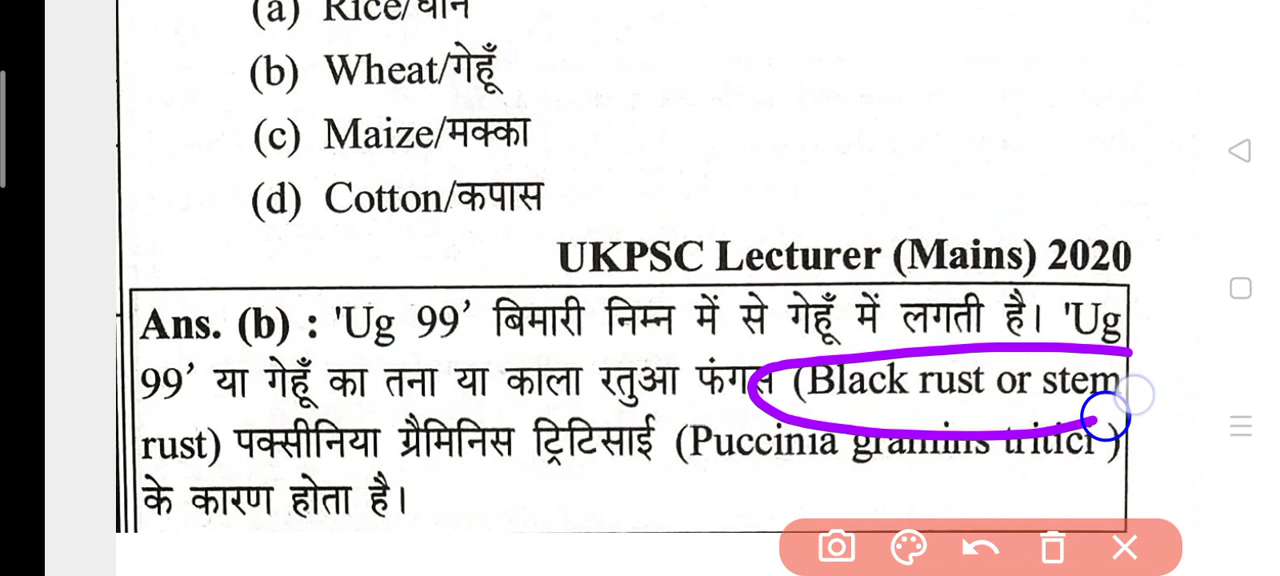 (a) Rice/धान
(b) Wheat/गेहूँ
(c) Maize/मक्का
(d) Cotton/कपास
UKPSC Lecturer (Mains) 2020
Ans. (b) : 'Ug 99’ बिमारी निम्न में से गेहूँ में लगती है। 'Ug
99’ या गेहूँ का तना या काला रतुआ फंगस (Black rust or stem
rust) पक्सीनिया ग्रैमिनिस ट्रिटिसाई (Puccinia graminis tritici )
के कारण होता है।